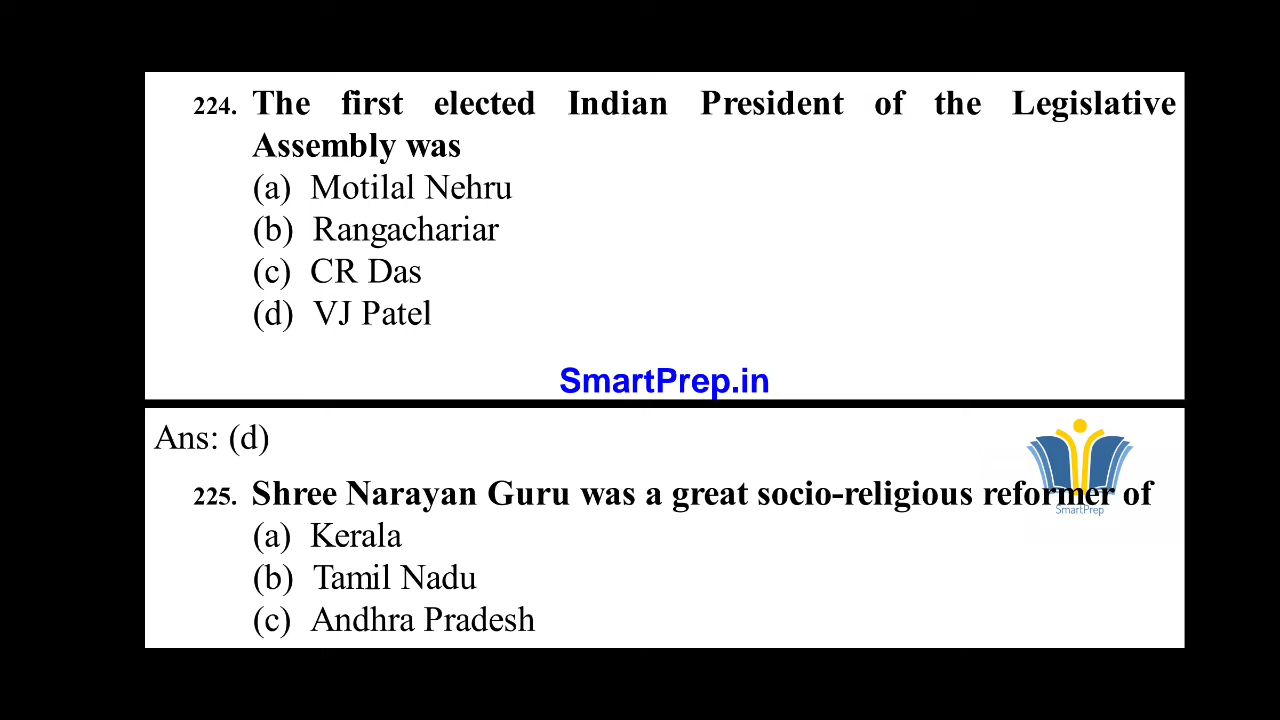 224. The first elected Indian President of the Legislative
Assembly was
(a) Motilal Nehru
(b) Rangachariar
(c) CR Das
(d) VJ Patel
SmartPrep.in
Ans: (d)
225. Shree Narayan Guru was a great socio-religious reformer of
SmartPrep
(a) Kerala
(b) Tamil Nadu
(c) Andhra Pradesh